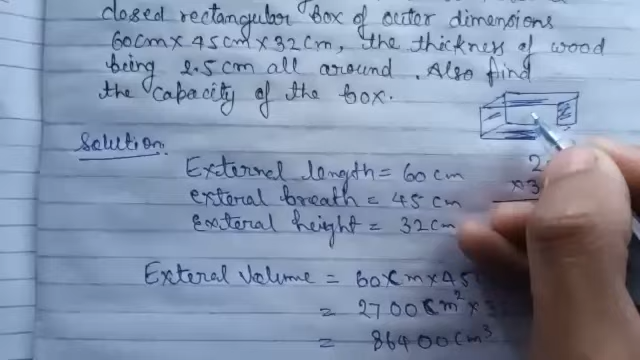 closed rectangular box of outer dimensions
60cm × 45cm × 32cm, the thickness of wood
being 2.5cm all around. Also find
the capacity of the box.
Solution
External length = 60 cm
exteral breath = 45 cm
Exteral height = 32cm
2
×3
Exteral Volume = 60cm×45
= 2700cm² × 3
= 86400cm³